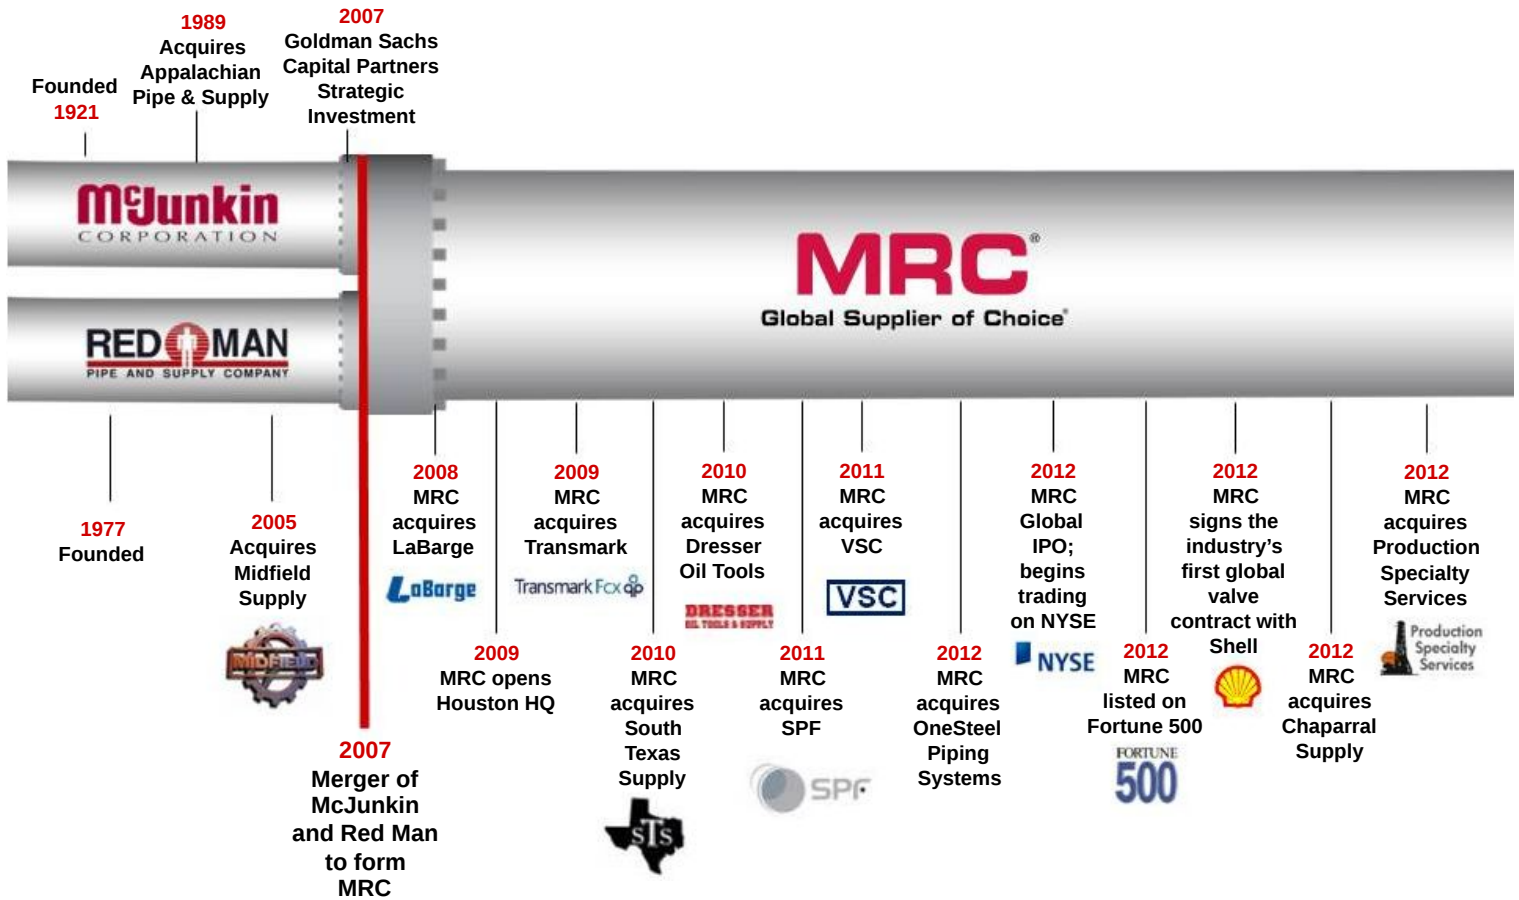 1989
Acquires
Appalachian
Pipe & Supply
2007
Goldman Sachs
Capital Partners
Strategic
Investment
Founded
1921
McJunkin
CORPORATION
RED MAN
PIPE AND SUPPLY COMPANY
MRC®
Global Supplier of Choice®
1977
Founded
2005
Acquires
Midfield
Supply
MIDFIELD
2007
Merger of
McJunkin
and Red Man
to form
MRC
2008
MRC
acquires
LaBarge
LaBarge
2009
MRC opens
Houston HQ
2009
MRC
acquires
Transmark
Transmark Fcx
2010
MRC
acquires
South
Texas
Supply
STS
2010
MRC
acquires
Dresser
Oil Tools
DRESSER
OIL TOOLS & SUPPLY
2011
MRC
acquires
SPF
SPF
2011
MRC
acquires
VSC
VSC
2012
MRC
acquires
OneSteel
Piping
Systems
2012
MRC
Global
IPO;
begins
trading
on NYSE
NYSE
2012
MRC
listed on
Fortune 500
FORTUNE
500
2012
MRC
signs the
industry’s
first global
valve
contract with
Shell
2012
MRC
acquires
Chaparral
Supply
2012
MRC
acquires
Production
Specialty
Services
Production
Specialty
Services